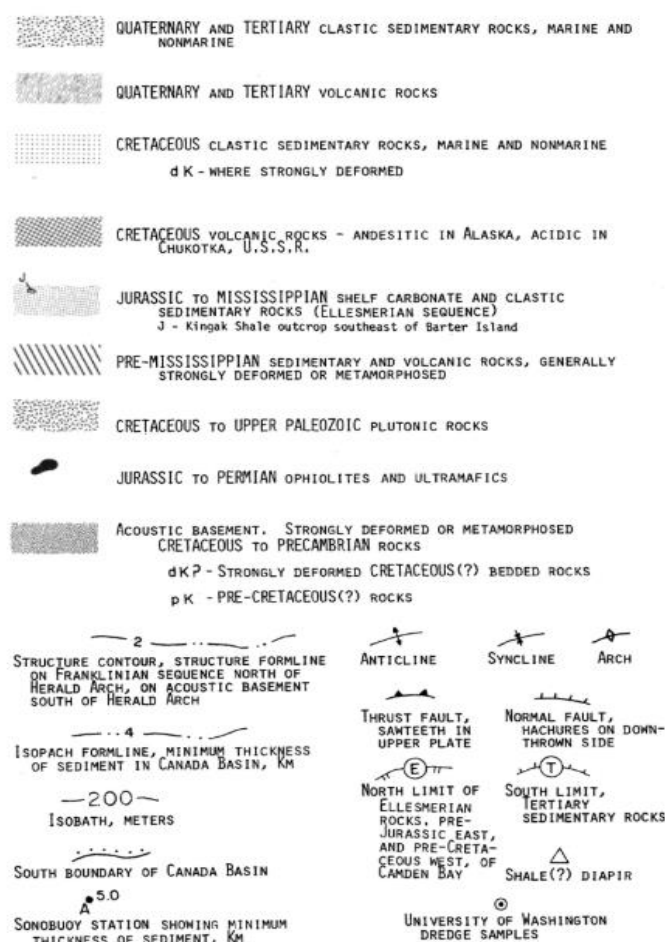 QUATERNARY AND TERTIARY CLASTIC SEDIMENTARY ROCKS, MARINE AND
NONMARINE
QUATERNARY AND TERTIARY VOLCANIC ROCKS
CRETACEOUS CLASTIC SEDIMENTARY ROCKS, MARINE AND NONMARINE
dK - WHERE STRONGLY DEFORMED
CRETACEOUS VOLCANIC ROCKS - ANDESITIC IN ALASKA, ACIDIC IN
CHUKOTKA, U.S.S.R.
J
JURASSIC TO MISSISSIPPIAN SHELF CARBONATE AND CLASTIC
SEDIMENTARY ROCKS (ELLESMERIAN SEQUENCE)
J - Kingak Shale outcrop southeast of Barter Island
PRE-MISSISSIPPIAN SEDIMENTARY AND VOLCANIC ROCKS, GENERALLY
STRONGLY DEFORMED OR METAMORPHOSED
CRETACEOUS TO UPPER PALEOZOIC PLUTONIC ROCKS
JURASSIC TO PERMIAN OPHIOLITES AND ULTRAMAFICS
ACOUSTIC BASEMENT. STRONGLY DEFORMED OR METAMORPHOSED
CRETACEOUS TO PRECAMBRIAN ROCKS
dK? - STRONGLY DEFORMED CRETACEOUS(?) BEDDED ROCKS
pK - PRE-CRETACEOUS(?) ROCKS
2
STRUCTURE CONTOUR, STRUCTURE FORMLINE
ON FRANKLINIAN SEQUENCE NORTH OF
HERALD ARCH, ON ACOUSTIC BASEMENT
SOUTH OF HERALD ARCH
4
ISOPACH FORMLINE, MINIMUM THICKNESS
OF SEDIMENT IN CANADA BASIN, KM
200
ISOBATH, METERS
SOUTH BOUNDARY OF CANADA BASIN
A 5.0
SONOBUOY STATION SHOWING MINIMUM
THICKNESS OF SEDIMENT, KM
ANTICLINE
SYNCLINE
ARCH
THRUST FAULT,
SAWTEETH IN
UPPER PLATE
NORMAL FAULT,
HACHURES ON DOWN-
THROWN SIDE
E
NORTH LIMIT OF
ELLESMERIAN
ROCKS, PRE-
JURASSIC EAST,
AND PRE-CRETA-
CEOUS WEST, OF
CAMDEN BAY
T
SOUTH LIMIT,
TERTIARY
SEDIMENTARY ROCKS
SHALE(?) DIAPIR
UNIVERSITY OF WASHINGTON
DREDGE SAMPLES